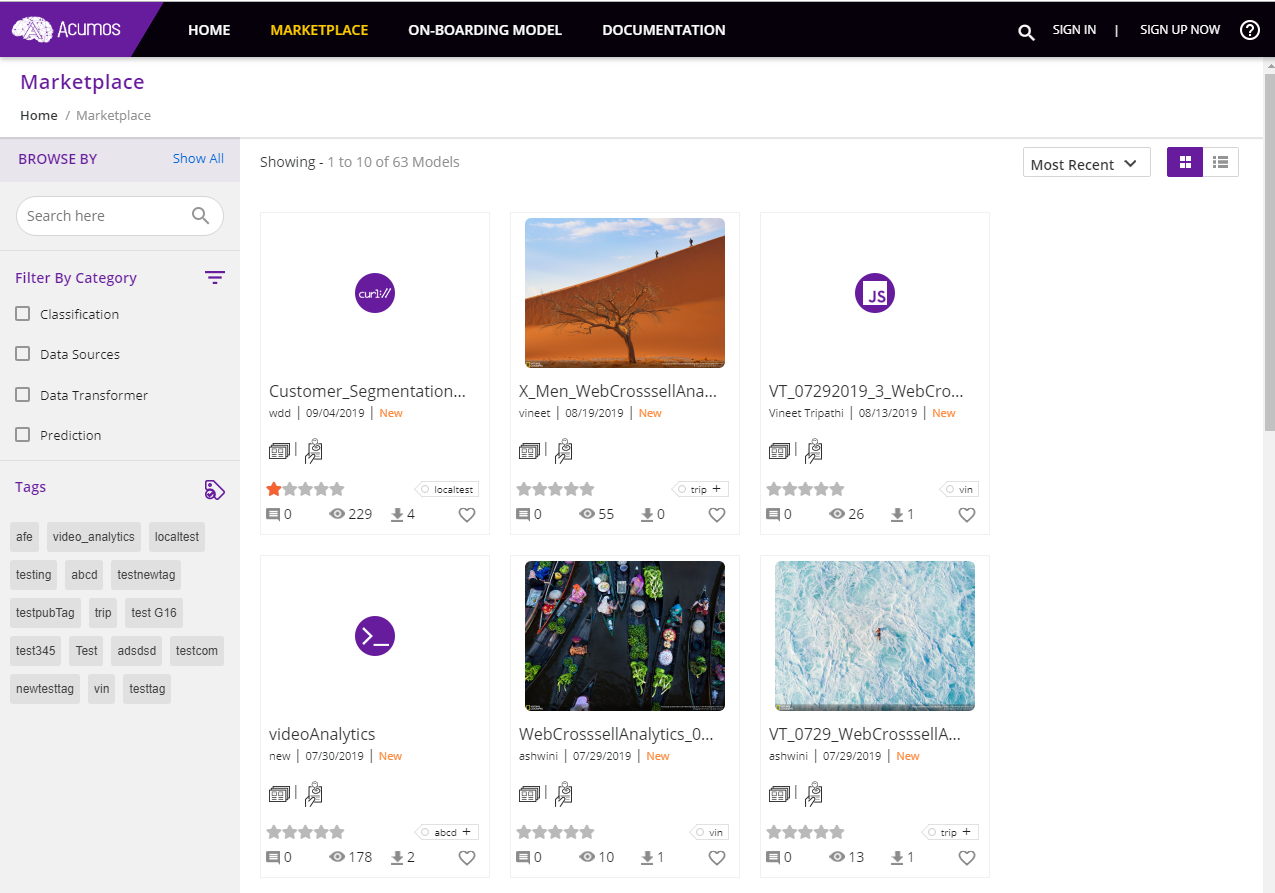 Acumos HOME MARKETPLACE ON-BOARDING MODEL DOCUMENTATION SIGN IN | SIGN UP NOW ?
Marketplace
Home / Marketplace
BROWSE BY Show All
Showing - 1 to 10 of 63 Models Most Recent
Search here
Filter By Category
Classification
Data Sources
Data Transformer
Prediction
Tags
afe video_analytics localtest
testing abcd testnewtag
testpubTag trip test G16
test345 Test adsdsd testcom
newtesttag vin testtag
curl://
Customer_Segmentation...
wdd | 09/04/2019 | New
localtest
0 229 4
X_Men_WebCrosssellAna...
vineet | 08/19/2019 | New
trip +
0 55 0
JS
VT_07292019_3_WebCro...
Vineet Tripathi | 08/13/2019 | New
vin
0 26 1
>_
videoAnalytics
new | 07/30/2019 | New
abcd +
0 178 2
WebCrosssellAnalytics_0...
ashwini | 07/29/2019 | New
vin
0 10 1
VT_0729_WebCrosssellA...
ashwini | 07/29/2019 | New
trip +
0 13 1